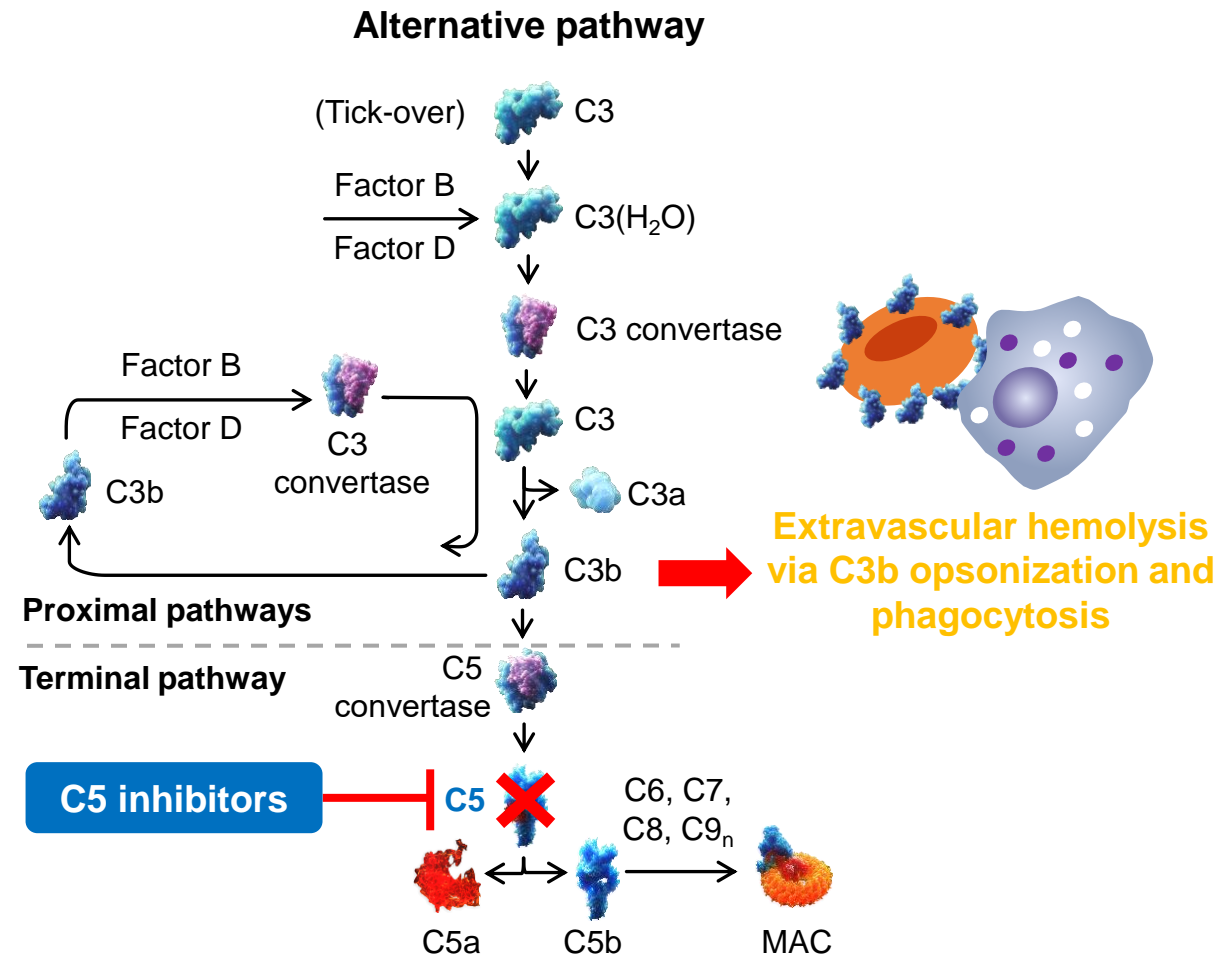 Alternative pathway
(Tick-over)
C3
Factor B
Factor D
C3(H₂O)
C3 convertase
Factor B
Factor D
C3
convertase
C3b
C3
C3a
C3b
Extravascular hemolysis
via C3b opsonization and
phagocytosis
Proximal pathways
Terminal pathway
C5
convertase
C5 inhibitors
C5
C6, C7,
C8, C9ₙ
C5a
C5b
MAC